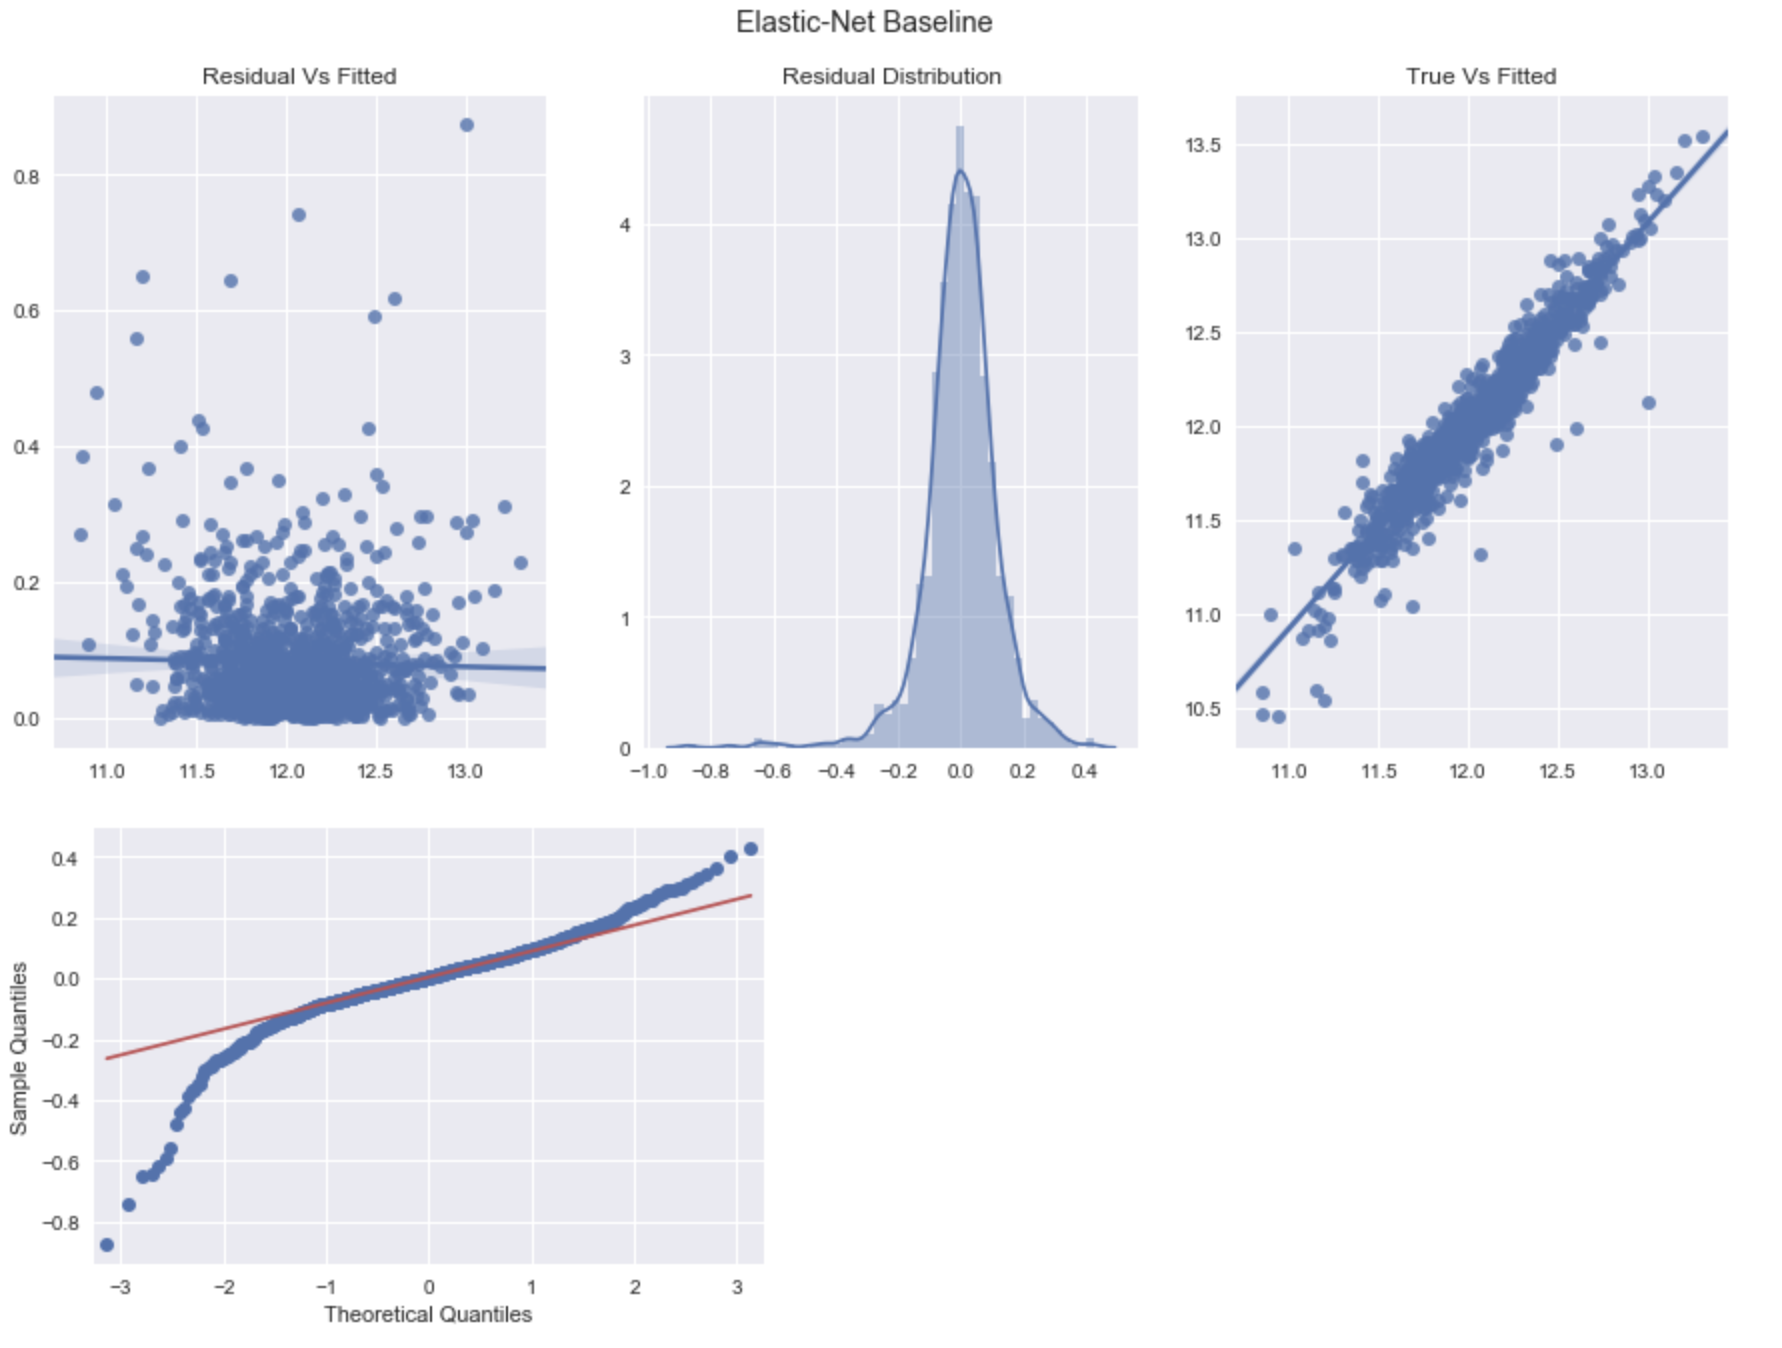 Elastic-Net Baseline
Residual Vs Fitted
Residual Distribution
True Vs Fitted
0.8
0.6
0.4
0.2
0.0
11.0 11.5 12.0 12.5 13.0
4
3
2
1
0
−1.0 −0.8 −0.6 −0.4 −0.2 0.0 0.2 0.4
13.5
13.0
12.5
12.0
11.5
11.0
10.5
11.0 11.5 12.0 12.5 13.0
Sample Quantiles
0.4
0.2
0.0
−0.2
−0.4
−0.6
−0.8
−3 −2 −1 0 1 2 3
Theoretical Quantiles